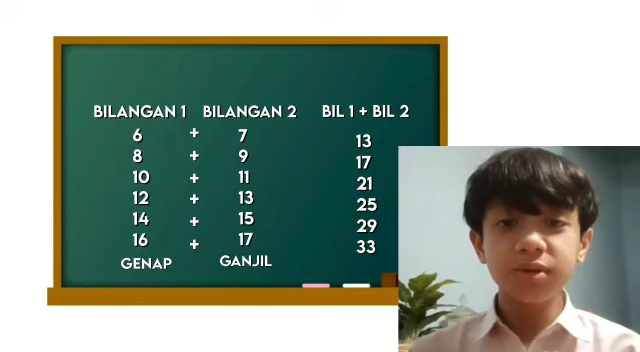 BILANGAN 1 BILANGAN 2 BIL 1 + BIL 2
6 + 7 13
8 + 9 17
10 + 11 21
12 + 13 25
14 + 15 29
16 + 17 33
GENAP GANJIL